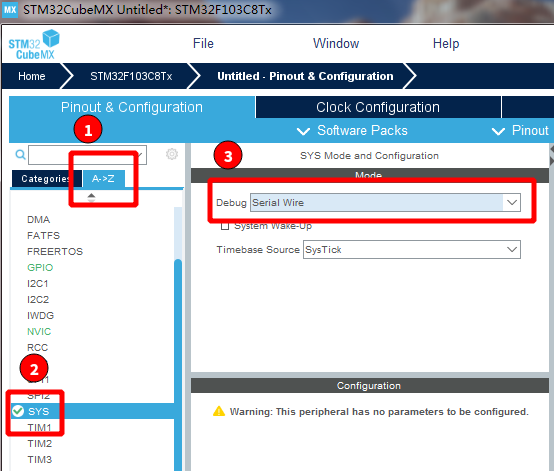 MX STM32CubeMX Untitled*: STM32F103C8Tx
STM32 CubeMX
File Window Help
Home STM32F103C8Tx Untitled - Pinout & Configuration
Pinout & Configuration Clock Configuration
1
Software Packs Pinout
3
SYS Mode and Configuration
Categories A->Z
Mode
Debug Serial Wire
System Wake-Up
Timebase Source SysTick
DMA
FATFS
FREERTOS
GPIO
I2C1
I2C2
IWDG
NVIC
RCC
2
SPI2
SYS
TIM1
TIM2
TIM3
Configuration
Warning: This peripheral has no parameters to be configured.